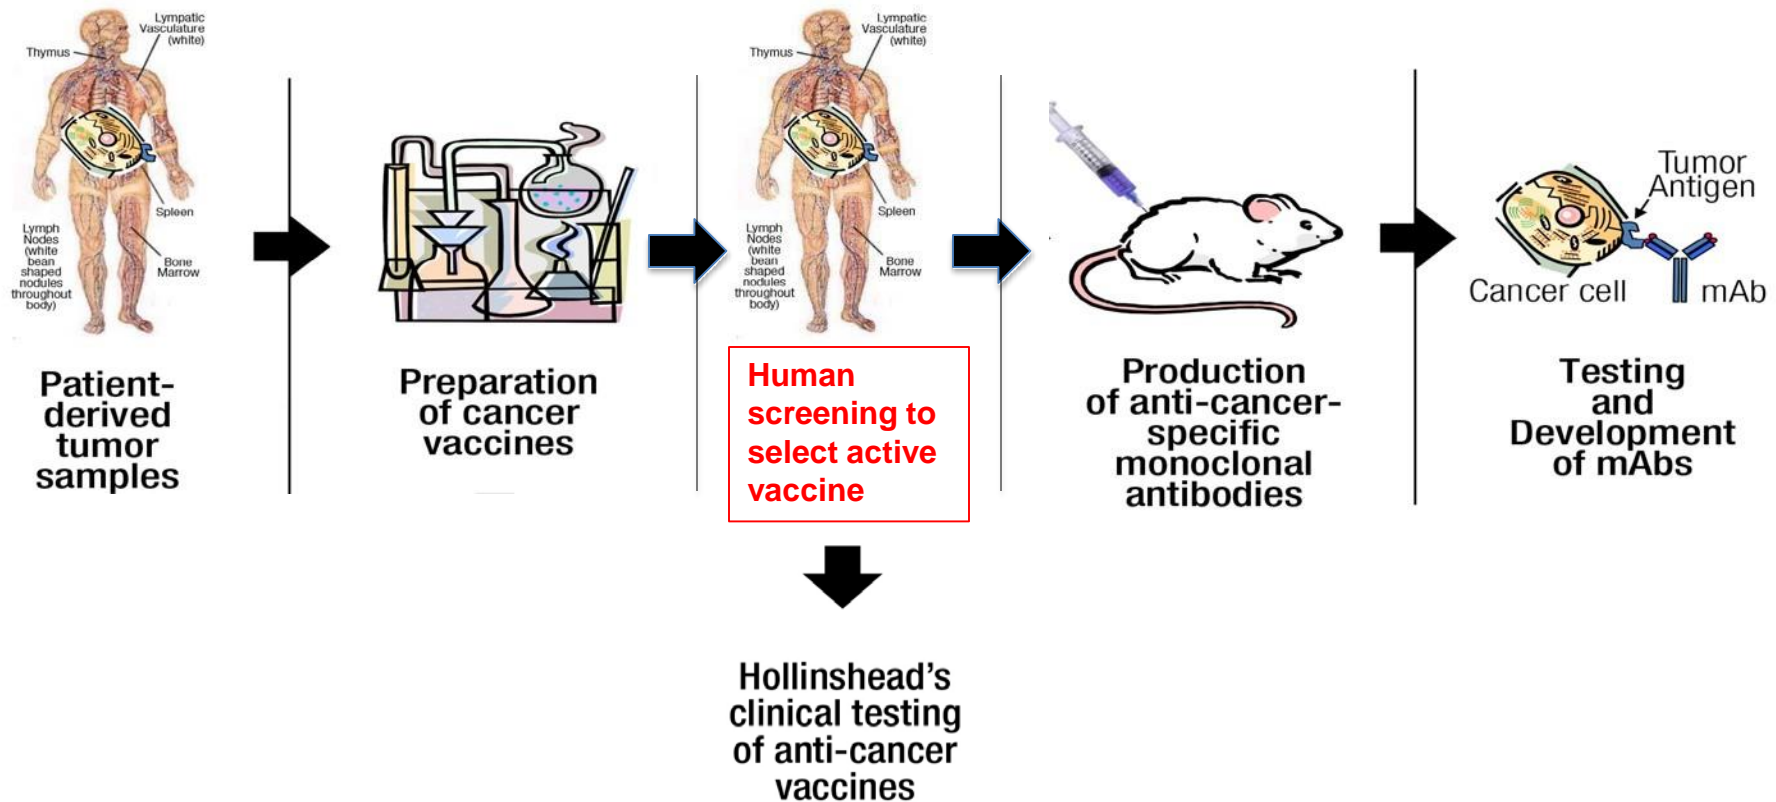 Lympatic
Vasculature
(white)
Thymus
Spleen
Lymph
Nodes
(white
bean
shaped
nodules
throughout
body)
Bone
Marrow
Patient-
derived
tumor
samples
Preparation
of cancer
vaccines
Lympatic
Vasculature
(white)
Thymus
Spleen
Lymph
Nodes
(white
bean
shaped
nodules
throughout
body)
Bone
Marrow
Human
screening to
select active
vaccine
Hollinshead's
clinical testing
of anti-cancer
vaccines
Production
of anti-cancer-
specific
monoclonal
antibodies
Tumor
Antigen
Cancer cell
mAb
Testing
and
Development
of mAbs